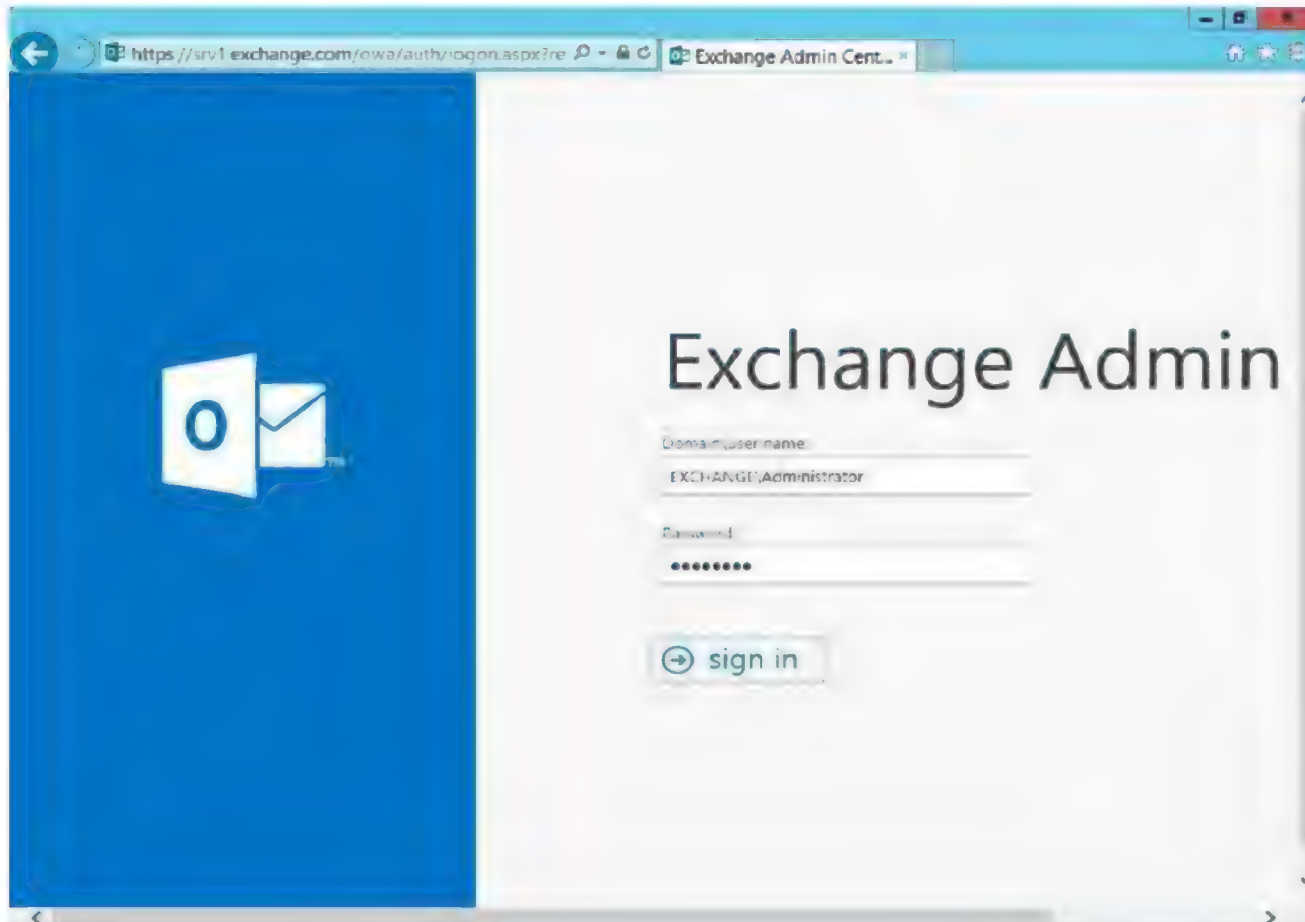 https://srv1.exchange.com/owa/auth/logon.aspx?re
Exchange Admin Cent...
O
Exchange Admin
Domain\user name:
EXCHANGE\Administrator
Password:
sign in